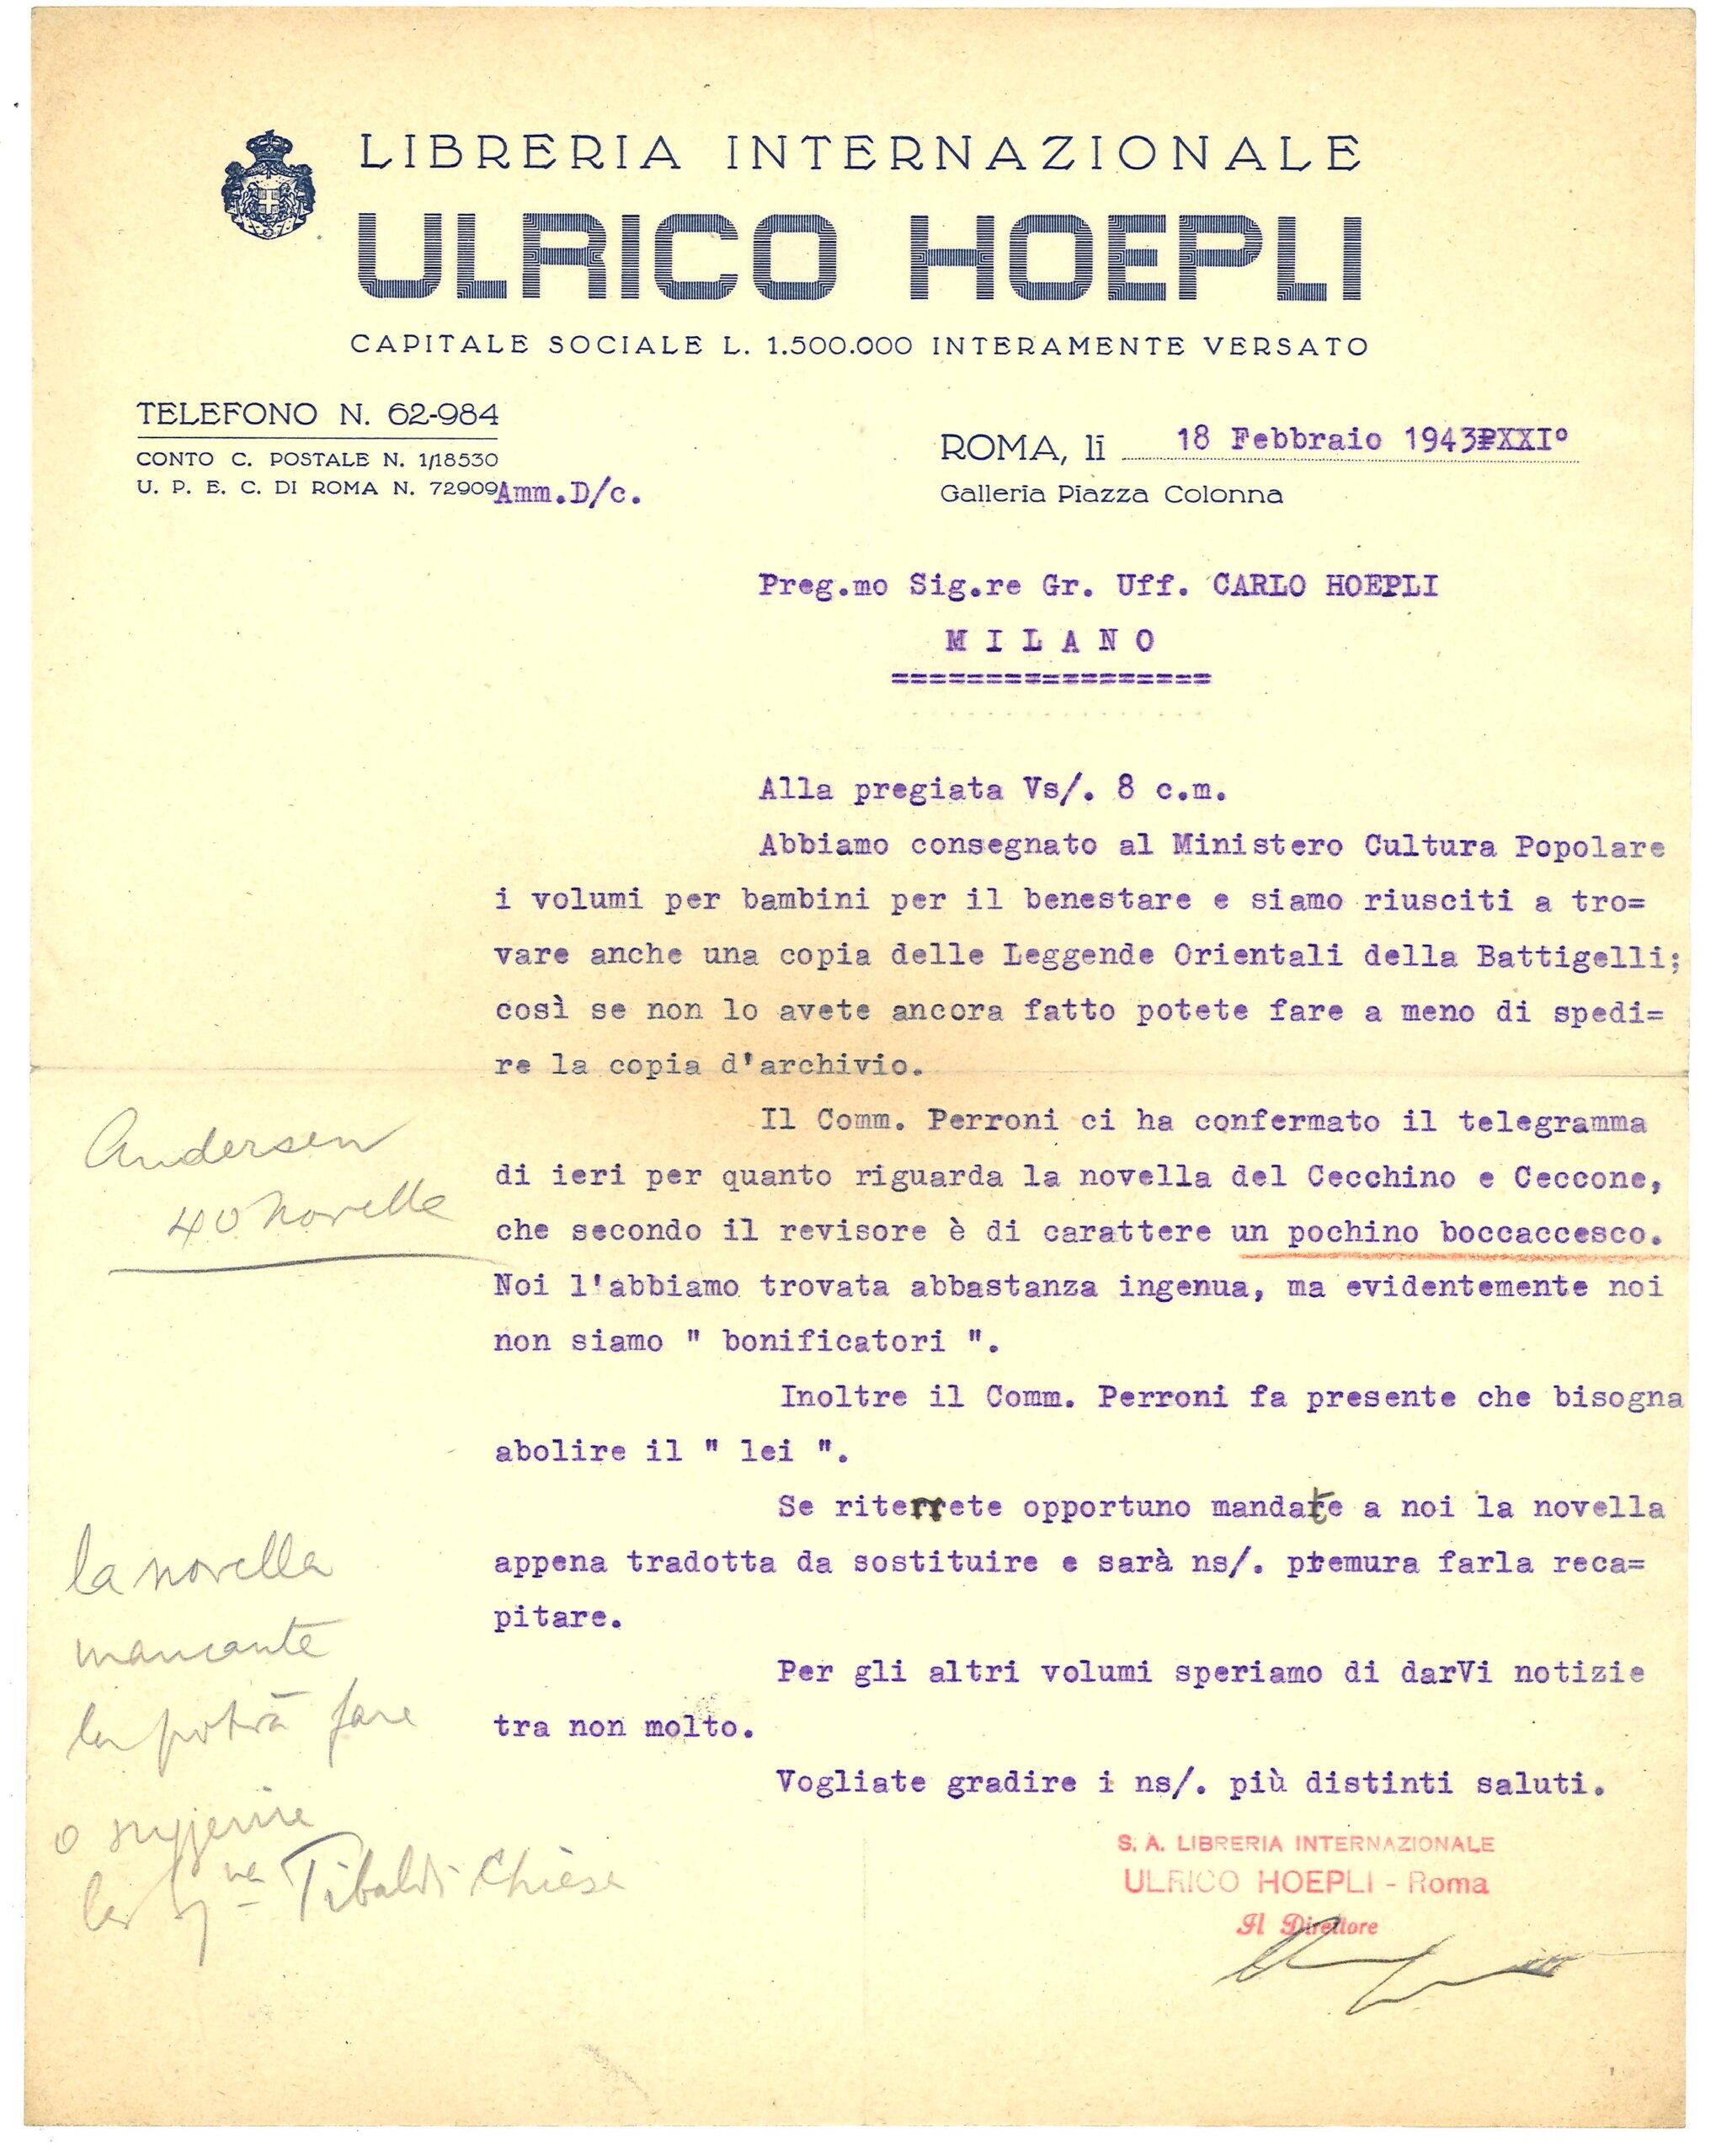 LIBRERIA INTERNAZIONALE
ULRICO HOEPLI
CAPITALE SOCIALE L. 1.500.000 INTERAMENTE VERSATO
TELEFONO N. 62-984
CONTO C. POSTALE N. 1/18530
U. P. E. C. DI ROMA N. 72909 Amm.D/c.
ROMA, lì 18 Febbraio 1943 XXI°
Galleria Piazza Colonna
Preg.mo Sig.re Gr. Uff. CARLO HOEPLI
M I L A N O
=================
Alla pregiata Vs/. 8 c.m.
Abbiamo consegnato al Ministero Cultura Popolare
i volumi per bambini per il benestare e siamo riusciti a tro=
vare anche una copia delle Leggende Orientali della Battigelli;
così se non lo avete ancora fatto potete fare a meno di spedi=
re la copia d'archivio.
Il Comm. Perroni ci ha confermato il telegramma
di ieri per quanto riguarda la novella del Cecchino e Ceccone,
che secondo il revisore è di carattere un pochino boccaccesco.
Noi l'abbiamo trovata abbastanza ingenua, ma evidentemente noi
non siamo " bonificatori ".
Inoltre il Comm. Perroni fa presente che bisogna
abolire il " lei ".
Se riterrete opportuno mandate a noi la novella
appena tradotta da sostituire e sarà ns/. premura farla reca=
pitare.
Per gli altri volumi speriamo di darVi notizie
tra non molto.
Vogliate gradire i ns/. più distinti saluti.
S. A. LIBRERIA INTERNAZIONALE
ULRICO HOEPLI - Roma
Il Direttore
Andersen
40 novelle
la novella
mancante
la potrà fare
o suggerire
la Sig.na Tibaldi Chiesa